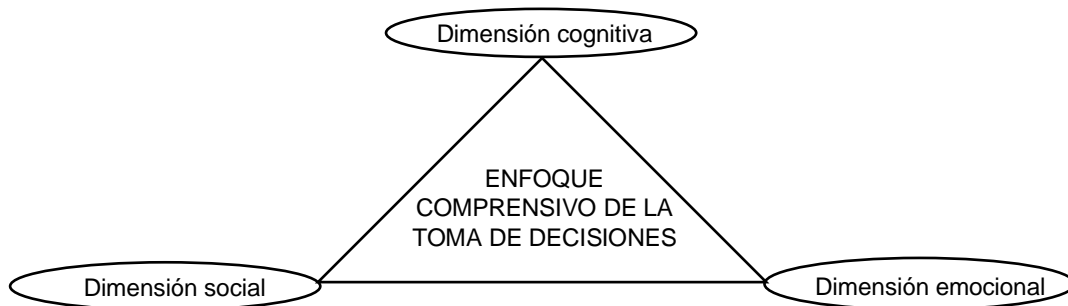 Dimensión cognitiva
ENFOQUE
COMPRENSIVO DE LA
TOMA DE DECISIONES
Dimensión social
Dimensión emocional